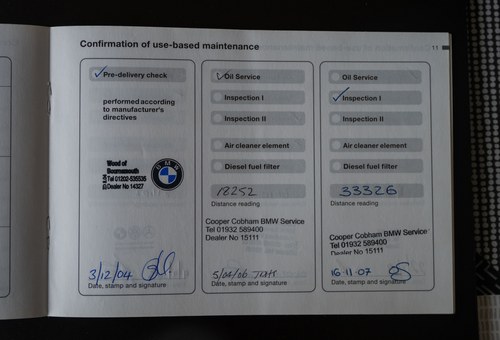 Confirmation of use-based maintenance
11
Pre-delivery check
performed according
to manufacturer's
directives
Wood of
Bournemouth
Tel 01202-535535
Dealer No 14327
BMW
3/12/04
Date, stamp and signature
Oil Service
Inspection I
Inspection II
Air cleaner element
Diesel fuel filter
18252
Distance reading
Cooper Cobham BMW Service
Tel 01932 589400
Dealer No 15111
Date, stamp and signature
Oil Service
Inspection I
Inspection II
Air cleaner element
Diesel fuel filter
33326
Distance reading
Cooper Cobham BMW Service
Tel 01932 589400
Dealer No 15111
16.11.07
Date, stamp and signature